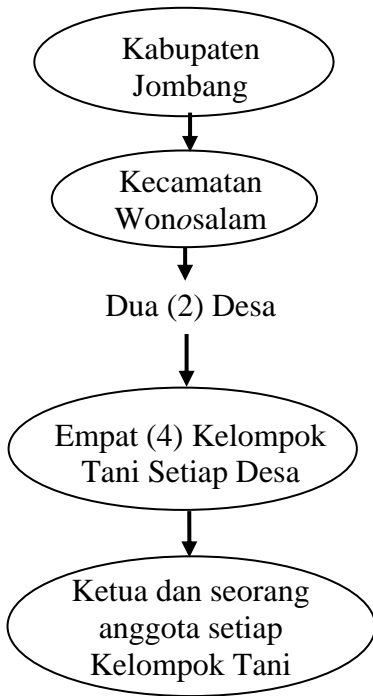 Kabupaten
Jombang
Kecamatan
Wonosalam
Dua (2) Desa
Empat (4) Kelompok
Tani Setiap Desa
Ketua dan seorang
anggota setiap
Kelompok Tani